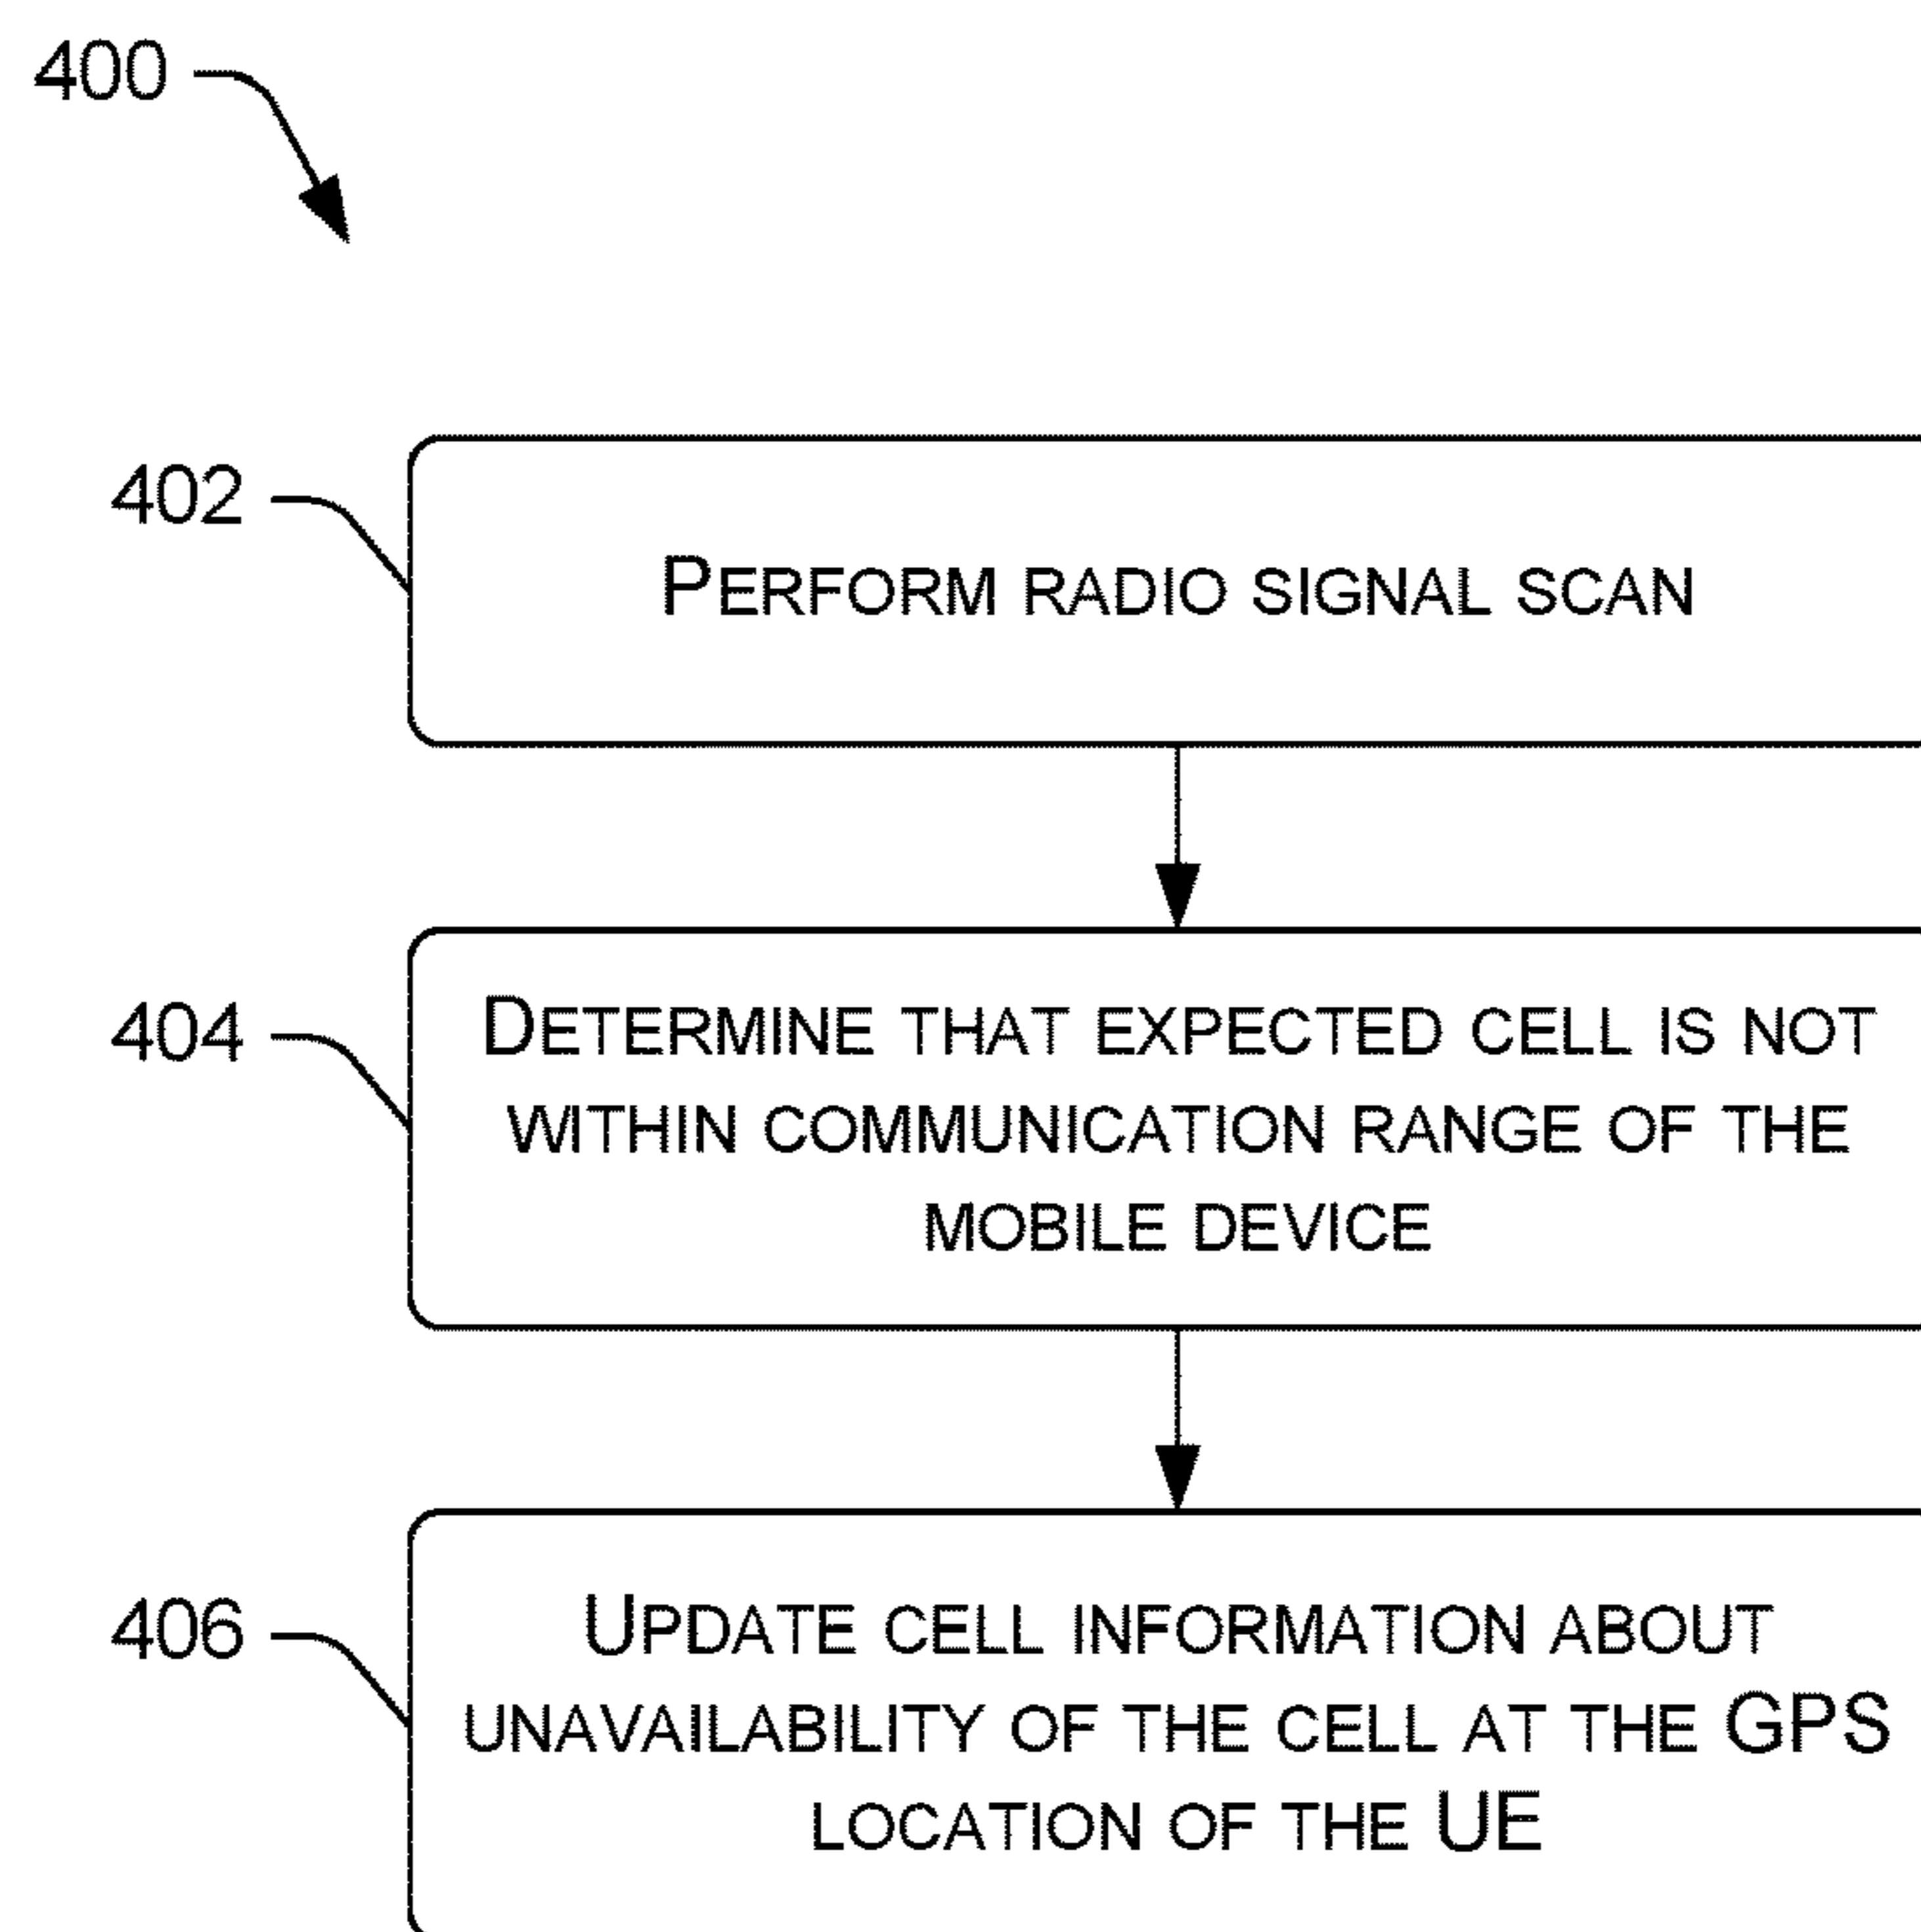 400
402
PERFORM RADIO SIGNAL SCAN
404
DETERMINE THAT EXPECTED CELL IS NOT
WITHIN COMMUNICATION RANGE OF THE
MOBILE DEVICE
406
UPDATE CELL INFORMATION ABOUT
UNAVAILABILITY OF THE CELL AT THE GPS
LOCATION OF THE UE